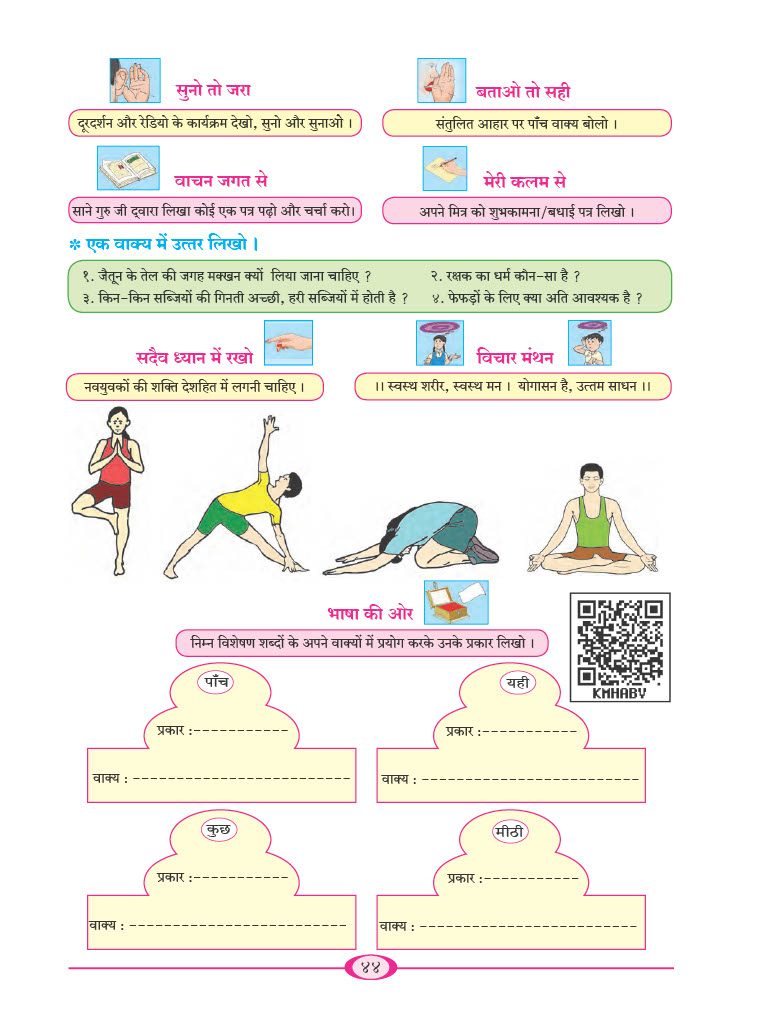 सुनो तो जरा
दूरदर्शन और रेडियो के कार्यक्रम देखो, सुनो और सुनाओ ।
बताओ तो सही
संतुलित आहार पर पाँच वाक्य बोलो ।
वाचन जगत से
साने गुरु जी द्‌वारा लिखा कोई एक पत्र पढ़ो और चर्चा करो।
मेरी कलम से
अपने मित्र को शुभकामना/बधाई पत्र लिखो ।
* एक वाक्य में उत्तर लिखो ।
१. जैतून के तेल की जगह मक्खन क्यों लिया जाना चाहिए ?
२. रक्षक का धर्म कौन-सा है ?
३. किन-किन सब्जियों की गिनती अच्छी, हरी सब्जियों में होती है ?
४. फेफड़ों के लिए क्या अति आवश्यक है ?
सदैव ध्यान में रखो
नवयुवकों की शक्ति देशहित में लगनी चाहिए ।
विचार मंथन
।। स्वस्थ शरीर, स्वस्थ मन । योगासन है, उत्तम साधन ।।
भाषा की ओर
निम्न विशेषण शब्दों के अपने वाक्यों में प्रयोग करके उनके प्रकार लिखो ।
KMHABV
पाँच
प्रकार :-----------
वाक्य : -------------------------
यही
प्रकार :-----------
वाक्य : -------------------------
कुछ
प्रकार :-----------
वाक्य : -------------------------
मीठी
प्रकार :-----------
वाक्य : -------------------------
४४